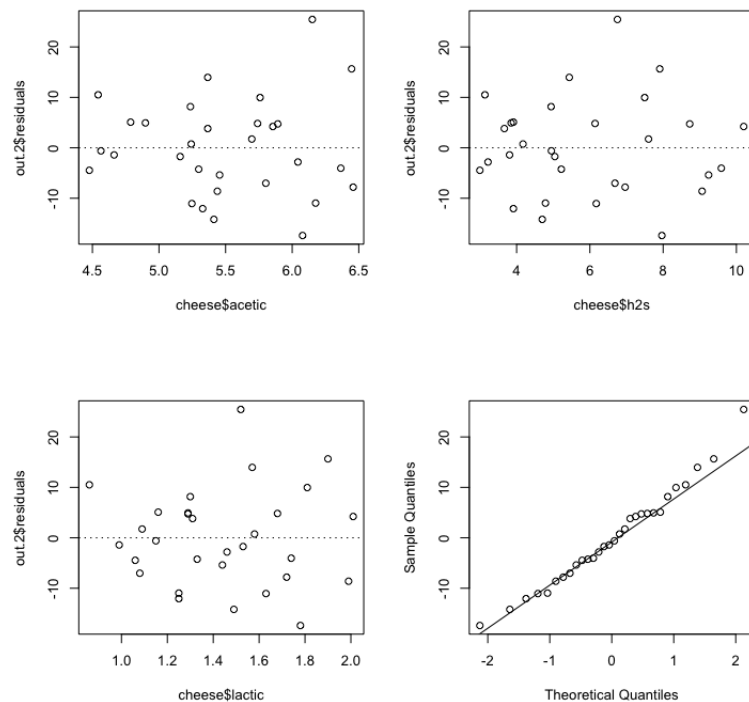 out.2$residuals
20
10
0
-10
4.5 5.0 5.5 6.0 6.5
cheese$acetic
out.2$residuals
20
10
0
-10
4 6 8 10
cheese$h2s
out.2$residuals
20
10
0
-10
1.0 1.2 1.4 1.6 1.8 2.0
cheese$lactic
Sample Quantiles
20
10
0
-10
-2 -1 0 1 2
Theoretical Quantiles